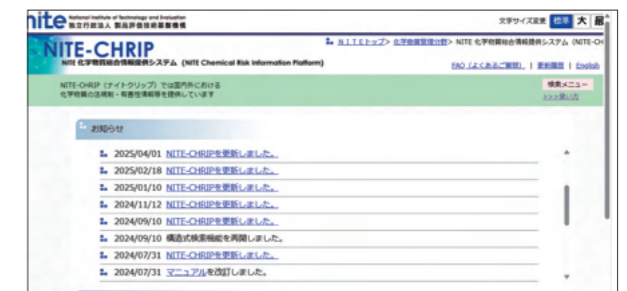 nite National Institute of Technology and Evaluation
独立行政法人 製品評価技術基盤機構
文字サイズ変更 標準 大 最
NITE-CHRIP
NITE 化学物質総合情報提供システム (NITE Chemical Risk Information Platform)
NITEトップ> 化学物質管理分野> NITE 化学物質総合情報提供システム (NITE-CH
FAQ（よくあるご質問） | 更新履歴 | English
NITE-CHRIP（ナイトクリップ）では国内外における
化学物質の法規制・有害性情報等を提供しています
検索メニュー
>>>使い方
お知らせ
2025/04/01 NITE-CHRIPを更新しました。
2025/02/18 NITE-CHRIPを更新しました。
2025/01/10 NITE-CHRIPを更新しました。
2024/11/12 NITE-CHRIPを更新しました。
2024/09/10 NITE-CHRIPを更新しました。
2024/09/10 構造式検索機能を再開しました。
2024/07/31 NITE-CHRIPを更新しました。
2024/07/31 マニュアルを改訂しました。